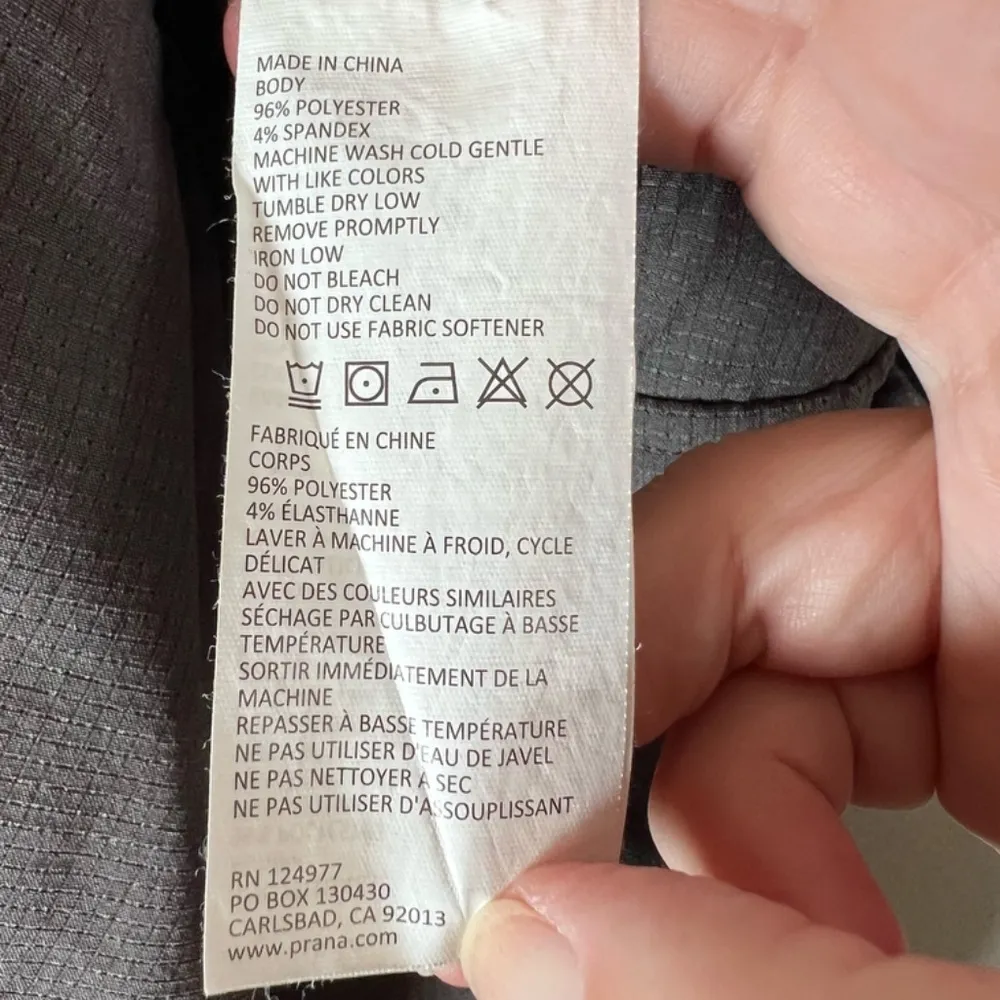 MADE IN CHINA
BODY
96% POLYESTER
4% SPANDEX
MACHINE WASH COLD GENTLE
WITH LIKE COLORS
TUMBLE DRY LOW
REMOVE PROMPTLY
IRON LOW
DO NOT BLEACH
DO NOT DRY CLEAN
DO NOT USE FABRIC SOFTENER
FABRIQUÉ EN CHINE
CORPS
96% POLYESTER
4% ÉLASTHANNE
LAVER À MACHINE À FROID, CYCLE
DÉLICAT
AVEC DES COULEURS SIMILAIRES
SÉCHAGE PAR CULBUTAGE À BASSE
TEMPÉRATURE
SORTIR IMMÉDIATEMENT DE LA
MACHINE
REPASSER À BASSE TEMPÉRATURE
NE PAS UTILISER D'EAU DE JAVEL
NE PAS NETTOYER A SEC
NE PAS UTILISER D'ASSOUPLISSANT
RN 124977
PO BOX 130430
CARLSBAD, CA 92013
www.prana.com